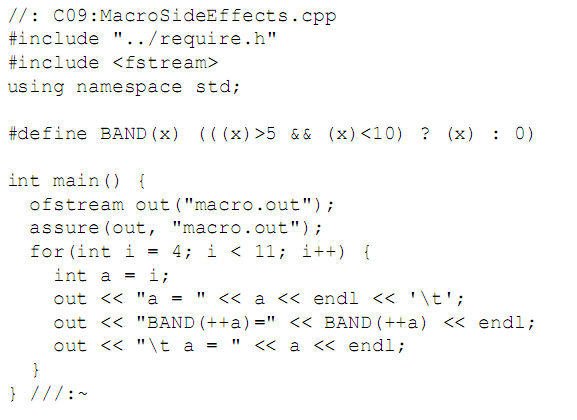 //: C09:MacroSideEffects.cpp
#include "../require.h"
#include <fstream>
using namespace std;

#define BAND(x) (((x)>5 && (x)<10) ? (x) : 0)

int main() {
  ofstream out("macro.out");
  assure(out, "macro.out");
  for(int i = 4; i < 11; i++) {
    int a = i;
    out << "a = " << a << endl << '\t';
    out << "BAND(++a)=" << BAND(++a) << endl;
    out << "\t a = " << a << endl;
  }
} ///:~